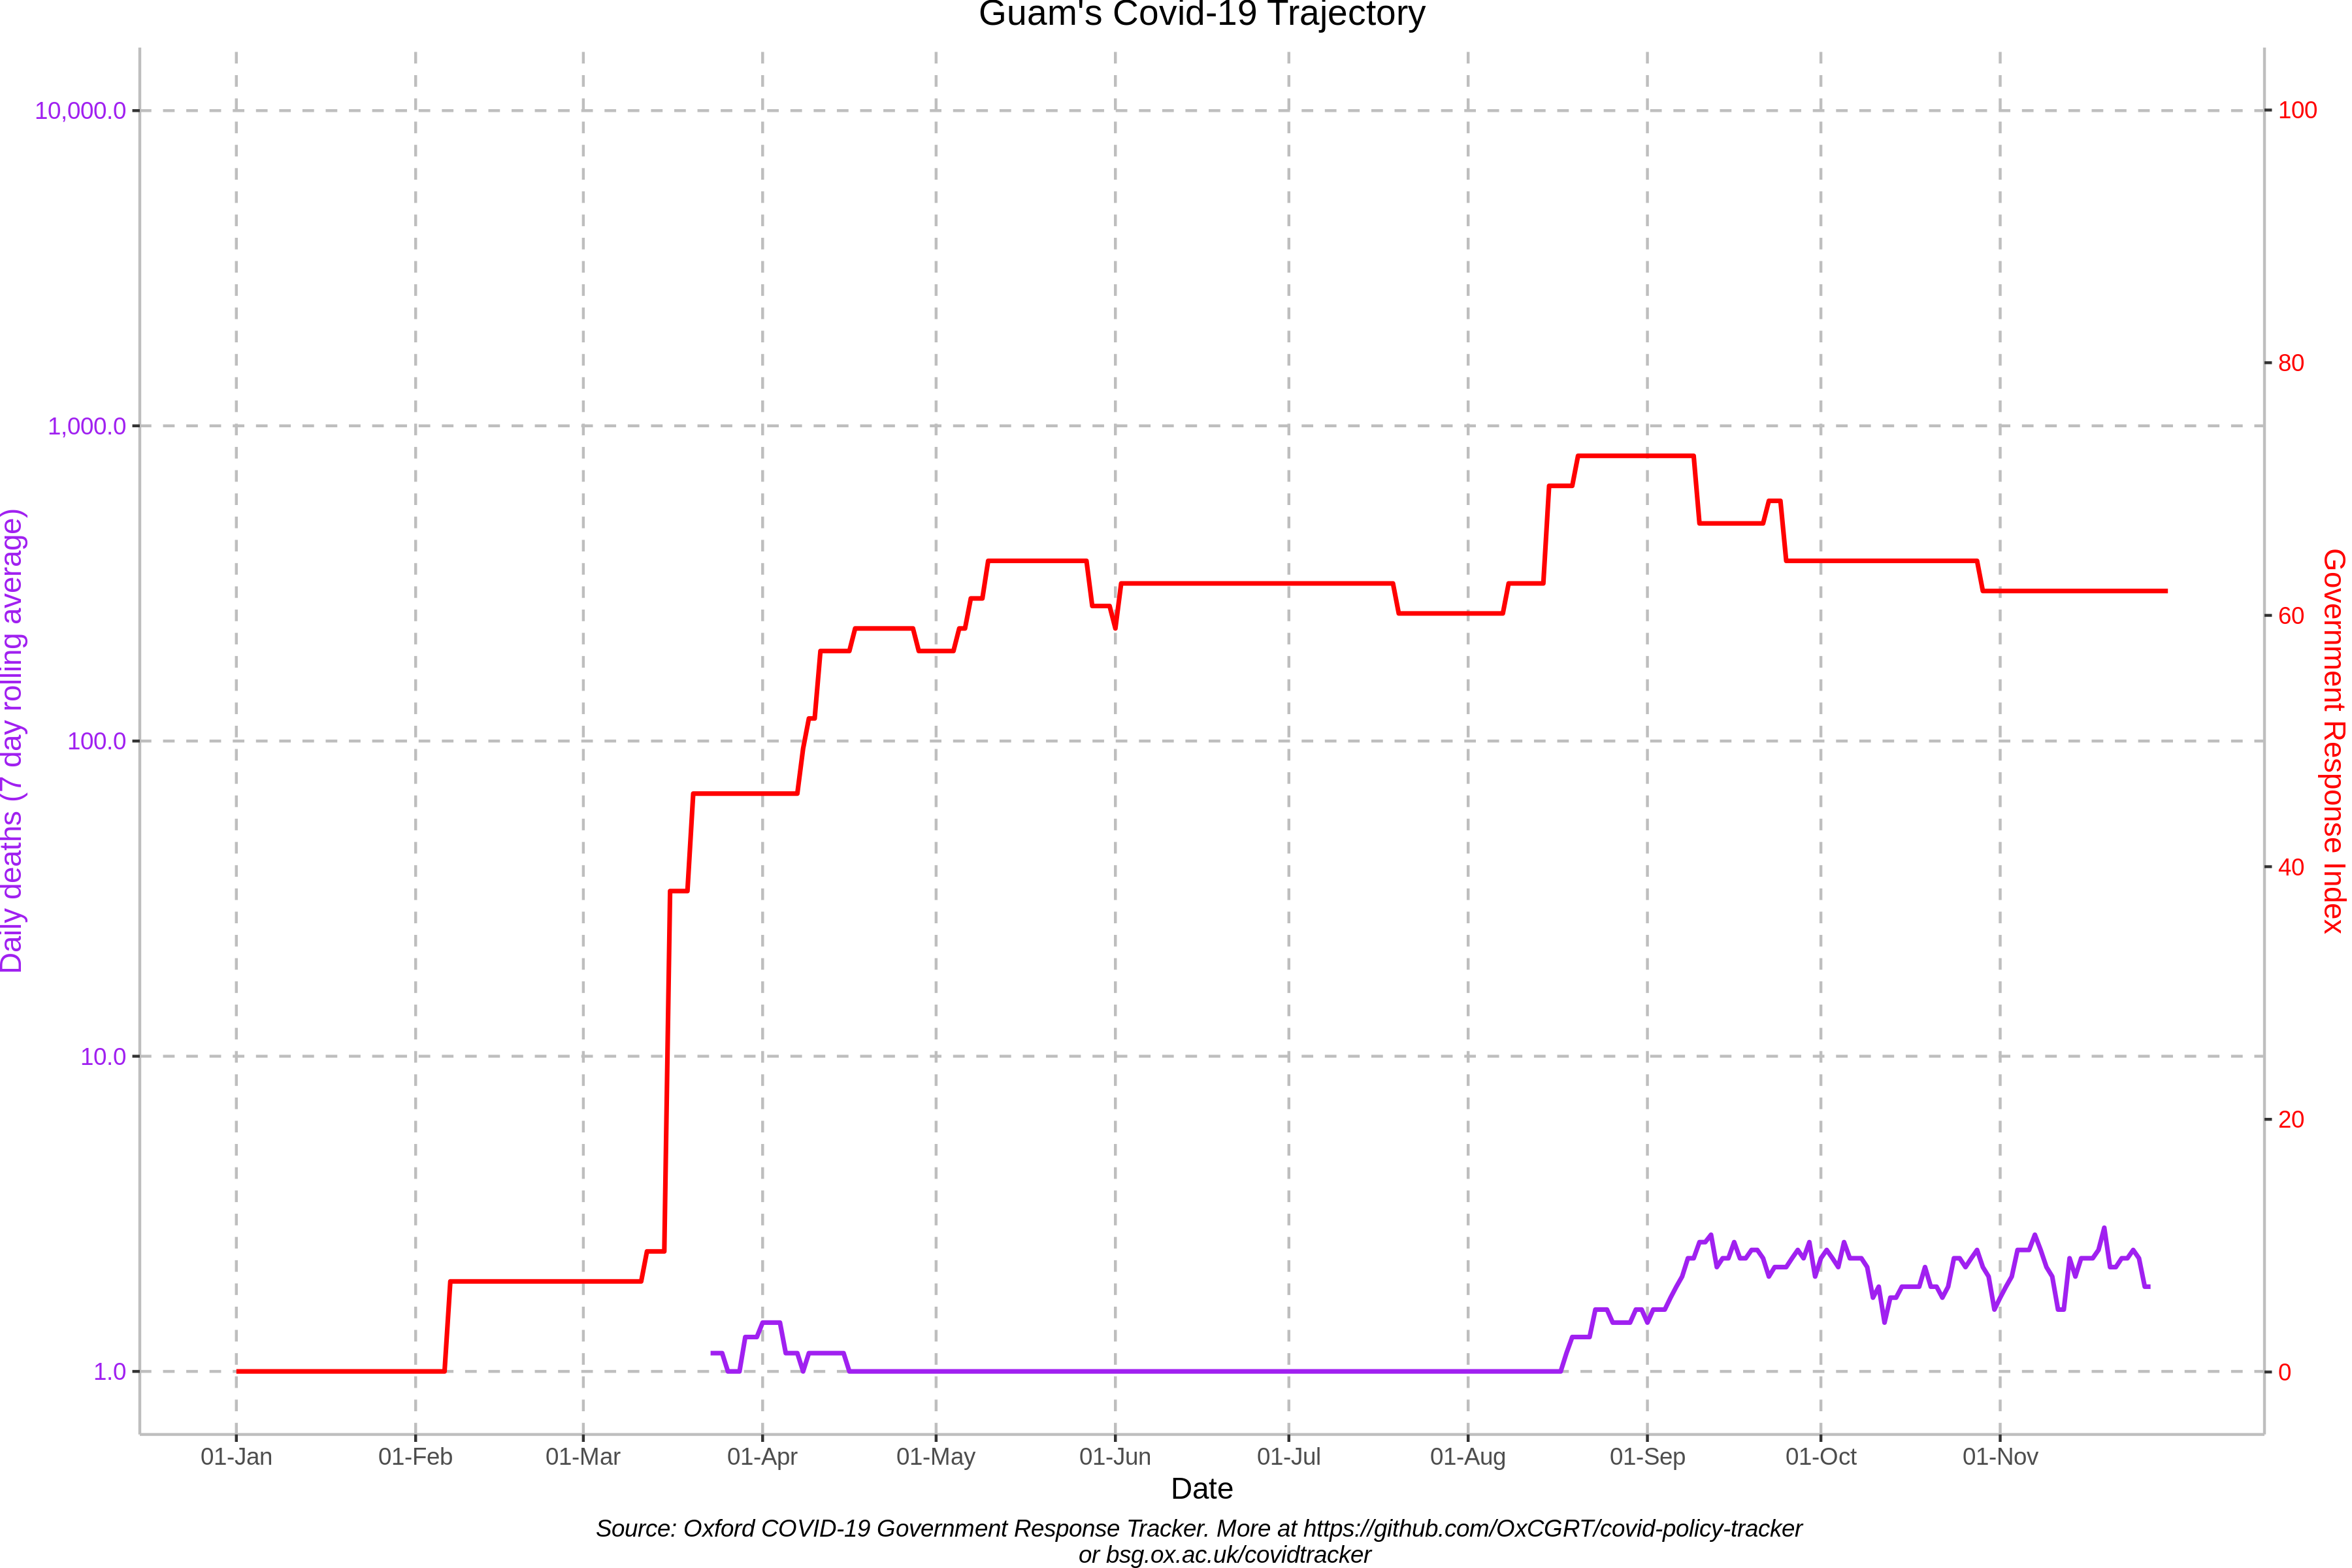 Guam's Covid-19 Trajectory
10,000.0
1,000.0
100.0
10.0
1.0
Daily deaths (7 day rolling average)
100
80
60
40
20
0
Government Response Index
01-Jan 01-Feb 01-Mar 01-Apr 01-May 01-Jun 01-Jul 01-Aug 01-Sep 01-Oct 01-Nov
Date
Source: Oxford COVID-19 Government Response Tracker. More at https://github.com/OxCGRT/covid-policy-tracker
or bsg.ox.ac.uk/covidtracker